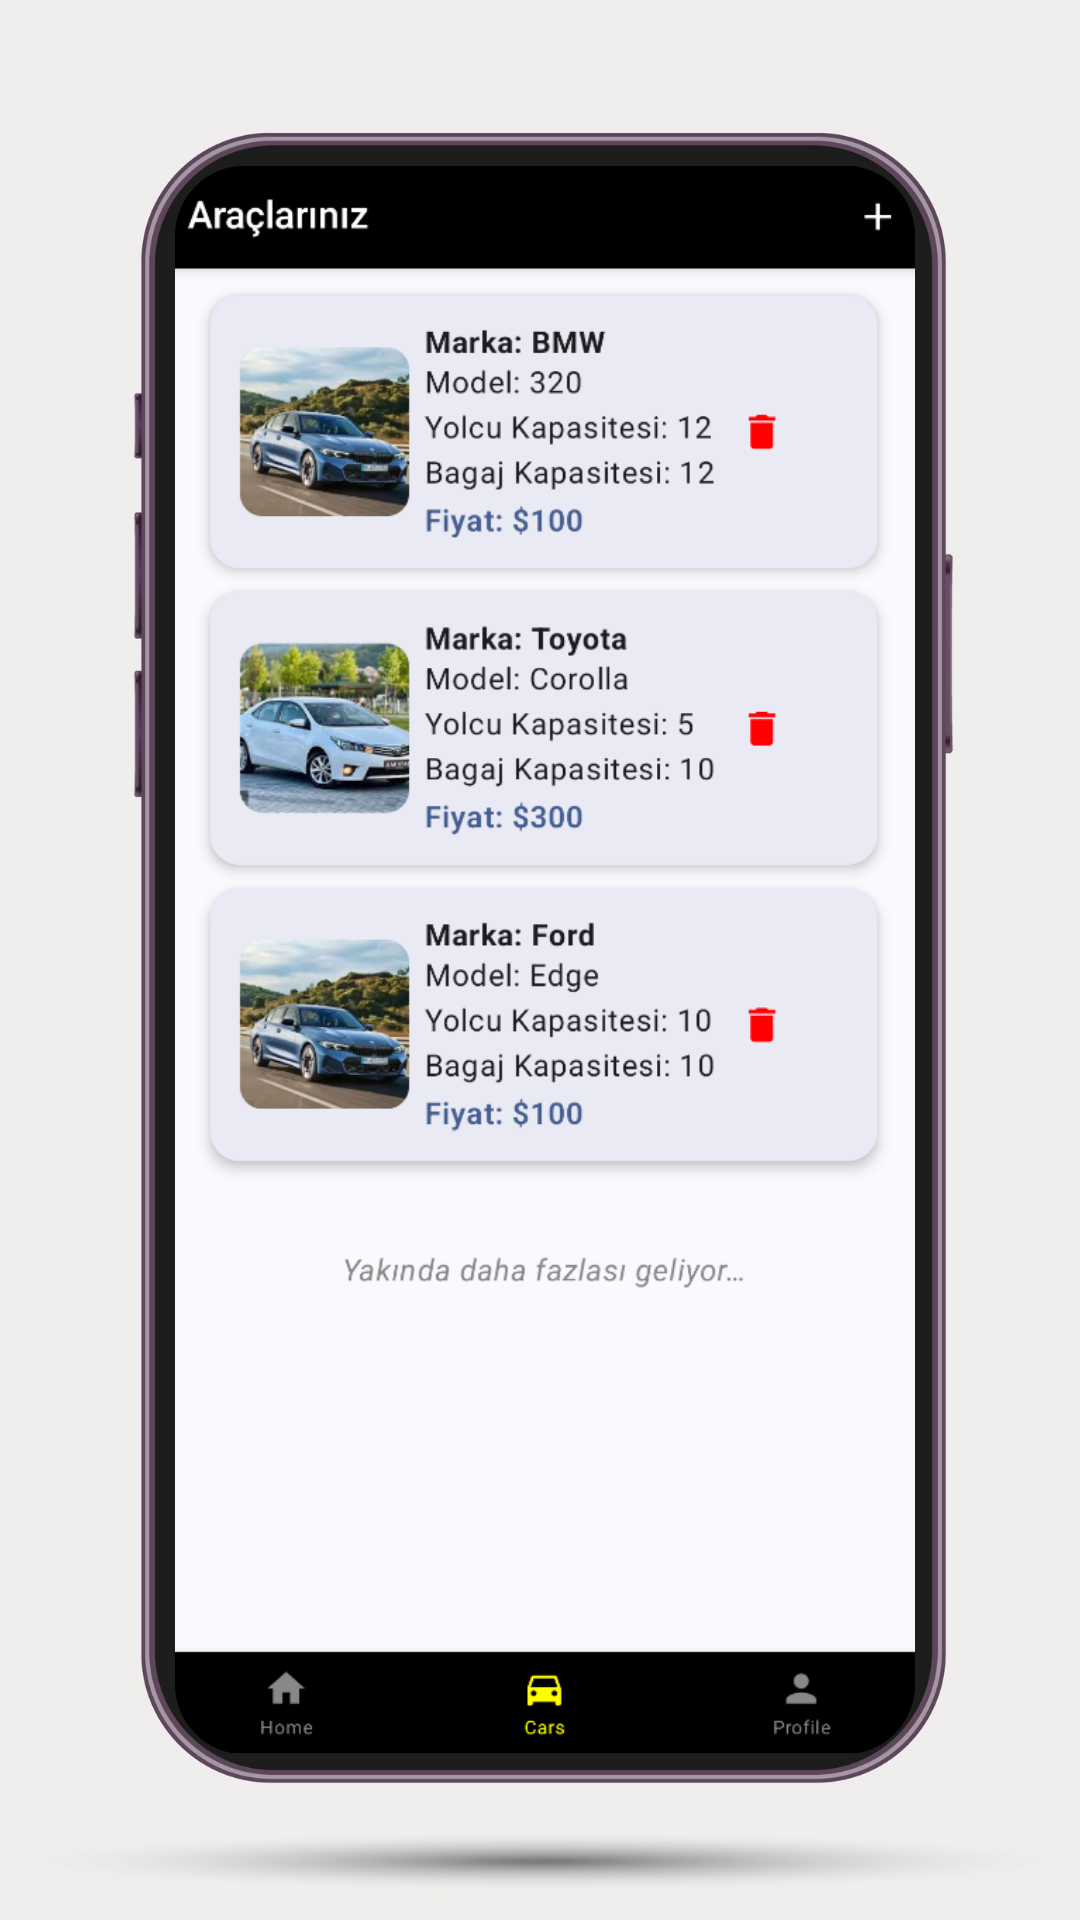 Araçlarınız
Marka: BMW
Model: 320
Yolcu Kapasitesi: 12
Bagaj Kapasitesi: 12
Fiyat: $100
Marka: Toyota
Model: Corolla
Yolcu Kapasitesi: 5
Bagaj Kapasitesi: 10
Fiyat: $300
Marka: Ford
Model: Edge
Yolcu Kapasitesi: 10
Bagaj Kapasitesi: 10
Fiyat: $100
Yakında daha fazlası geliyor...
Home
Cars
Profile